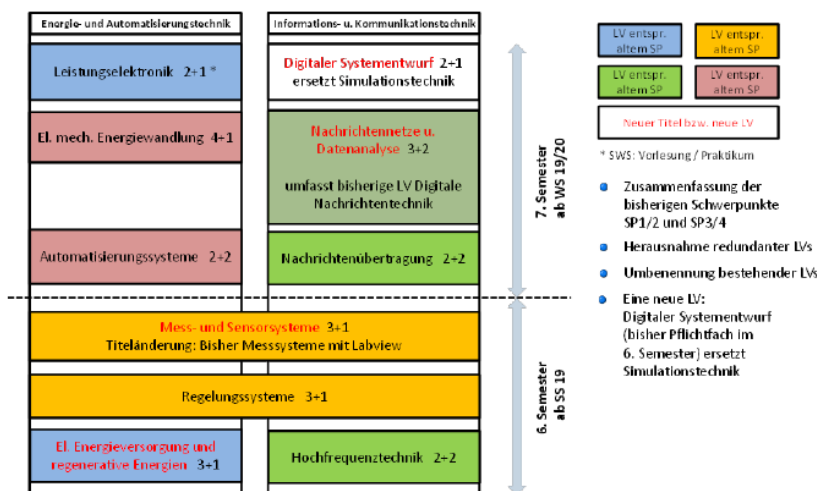 Energie- und Automatisierungstechnik
Informations- u. Kommunikationstechnik
Leistungselektronik 2+1 *
Digitaler Systementwurf 2+1
ersetzt Simulationstechnik
El. mech. Energiewandlung 4+1
Nachrichtennetze u.
Datenanalyse 3+2
umfasst bisherige LV Digitale
Nachrichtentechnik
Automatisierungssysteme 2+2
Nachrichtenübertragung 2+2
Mess- und Sensorsysteme 3+1
Titeländerung: Bisher Messsysteme mit Labview
Regelungssysteme 3+1
El. Energieversorgung und
regenerative Energien 3+1
Hochfrequenztechnik 2+2
7. Semester
ab WS 19/20
6. Semester
ab SS 19
LV entspr.
altem SP
LV entspr.
altem SP
LV entspr.
altem SP
LV entspr.
altem SP
Neuer Titel bzw. neue LV
* SWS: Vorlesung / Praktikum
Zusammenfassung der
bisherigen Schwerpunkte
SP1/2 und SP3/4
Herausnahme redundanter LVs
Umbenennung bestehender LVs
Eine neue LV:
Digitaler Systementwurf
(bisher Pflichtfach im
6. Semester) ersetzt
Simulationstechnik